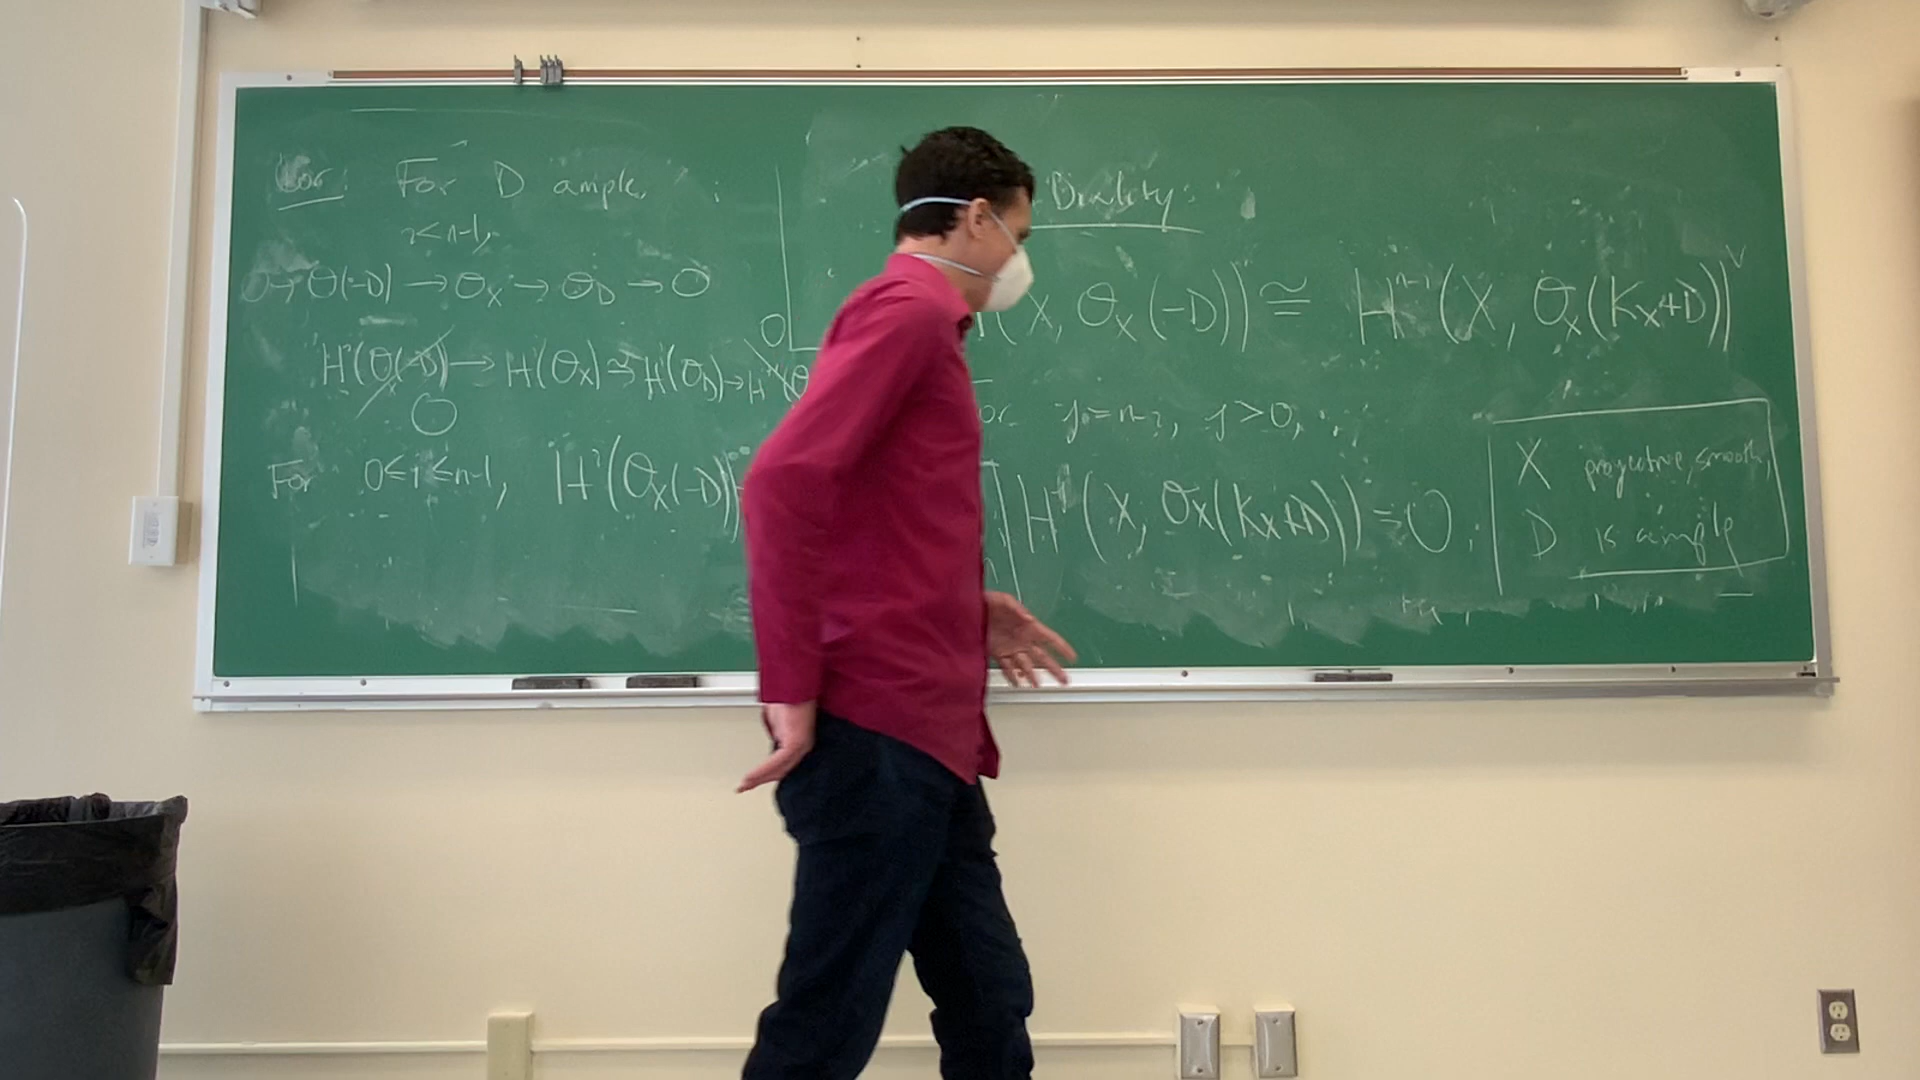 Cor: For D ample,
i<n-1,
0→O(-D)→O_X→O_D→0
H^i(O(-D))→H^i(O_X)≅H^i(O_D)→H
0
For 0≤i≤n-1, H^i(O_X(-D))
0
Duality:
(X, O_X(-D)) ≅ H^{n-i}(X, O_X(K_X+D))^∨
j=n-i, j>0,
H^j(X, O_X(K_X+D))=0,
X projective, smooth,
D is ample